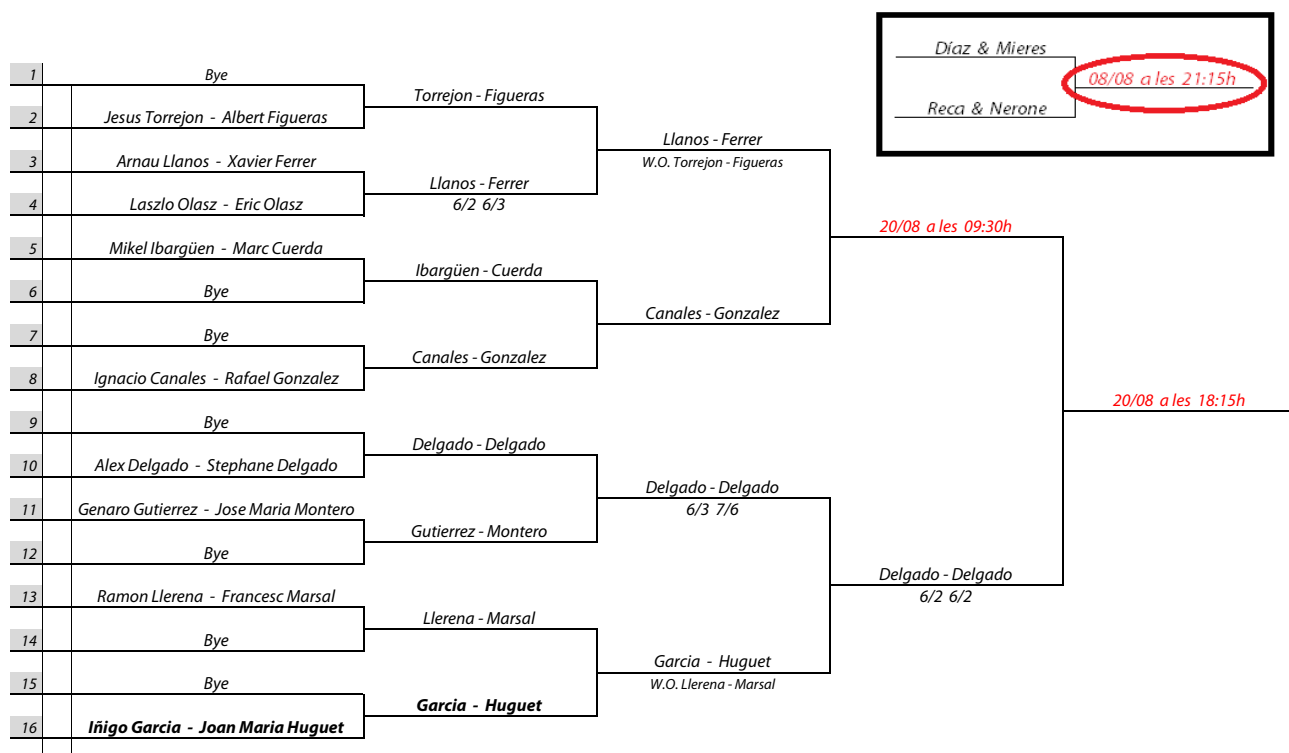 Díaz & Mieres
08/08 a les 21:15h
Reca & Nerone
1 Bye
Torrejon - Figueras
2 Jesus Torrejon - Albert Figueras
Llanos - Ferrer
W.O. Torrejon - Figueras
3 Arnau Llanos - Xavier Ferrer
Llanos - Ferrer
6/2 6/3
4 Laszlo Olasz - Eric Olasz
20/08 a les 09:30h
5 Mikel Ibargüen - Marc Cuerda
Ibargüen - Cuerda
6 Bye
Canales - Gonzalez
7 Bye
Canales - Gonzalez
8 Ignacio Canales - Rafael Gonzalez
20/08 a les 18:15h
9 Bye
Delgado - Delgado
10 Alex Delgado - Stephane Delgado
Delgado - Delgado
6/3 7/6
11 Genaro Gutierrez - Jose Maria Montero
Gutierrez - Montero
12 Bye
Delgado - Delgado
6/2 6/2
13 Ramon Llerena - Francesc Marsal
Llerena - Marsal
14 Bye
Garcia - Huguet
W.O. Llerena - Marsal
15 Bye
Garcia - Huguet
16 Iñigo Garcia - Joan Maria Huguet